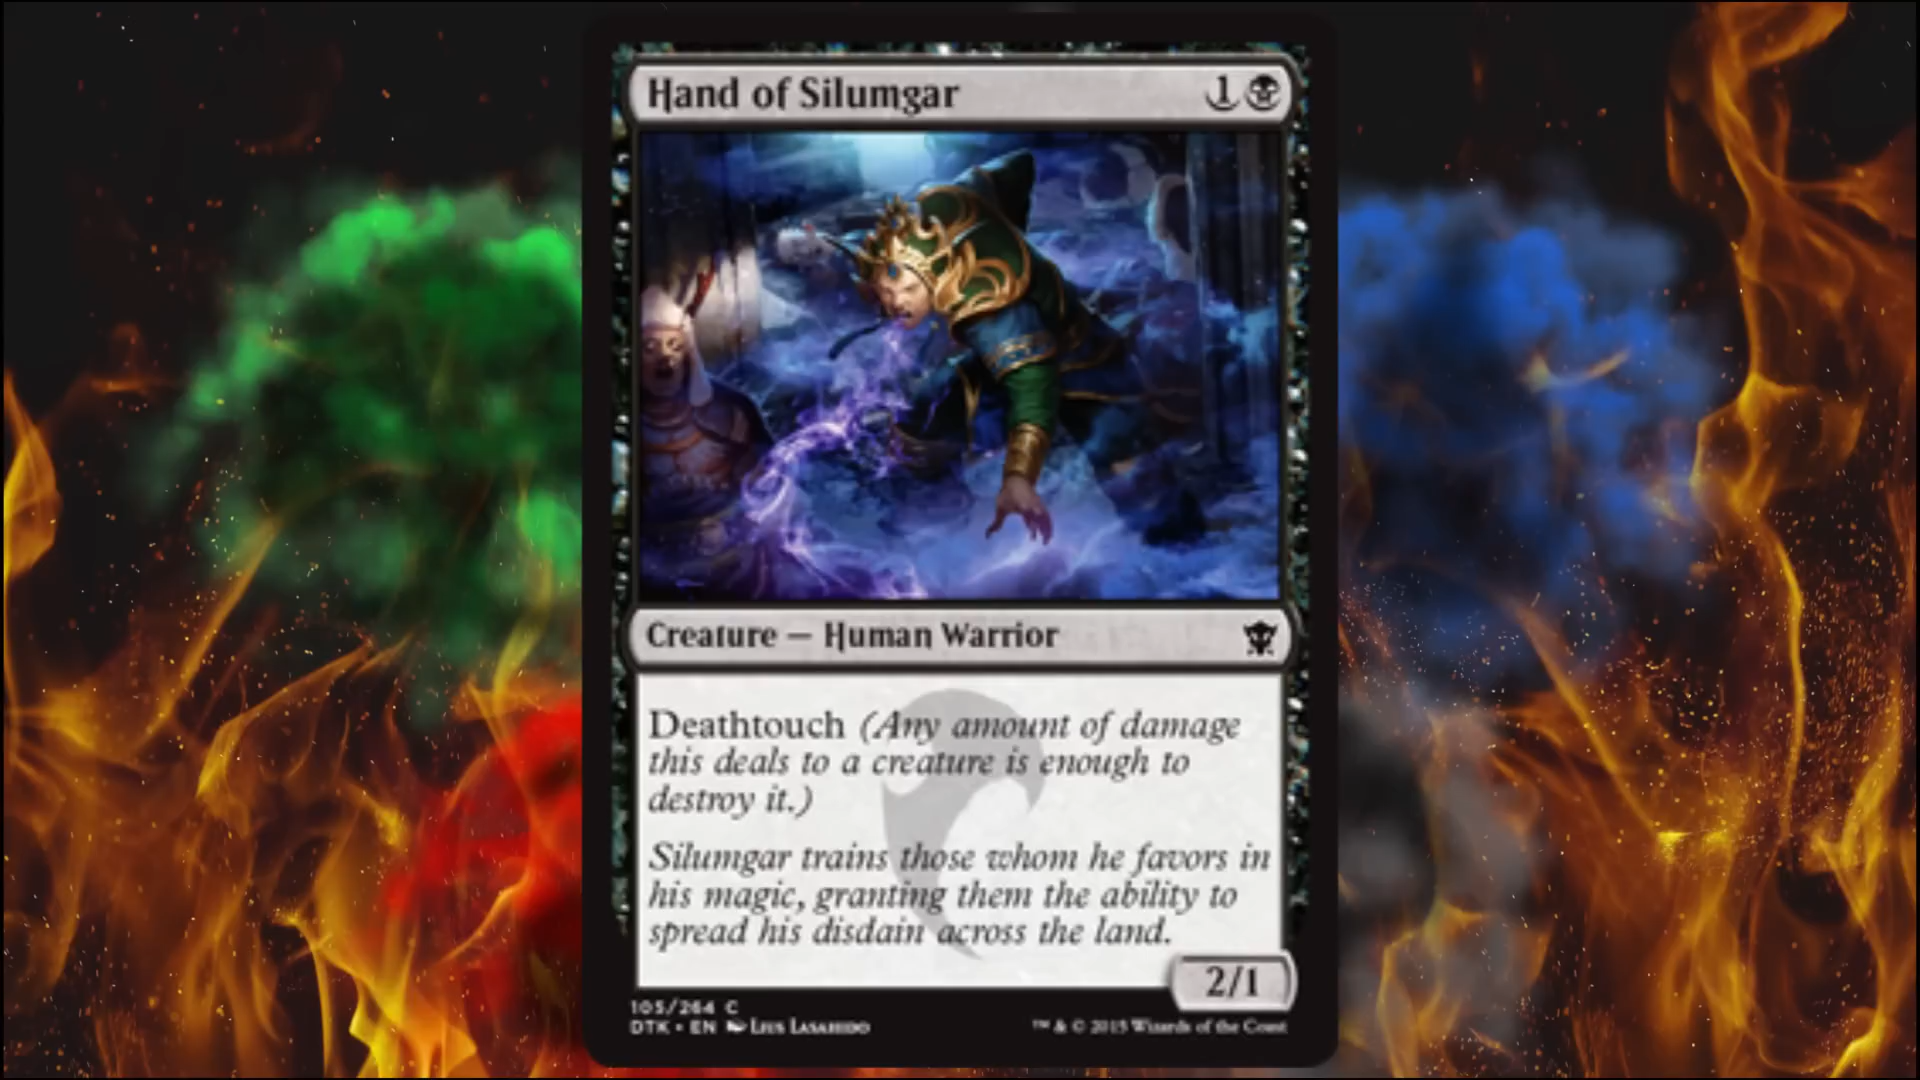 Hand of Silumgar 1
Creature — Human Warrior
Deathtouch (Any amount of damage
this deals to a creature is enough to
destroy it.)
Silumgar trains those whom he favors in
his magic, granting them the ability to
spread his disdain across the land.
2/1
105/264 C
DTK • EN Lius Lasahido
™ & © 2015 Wizards of the Coast